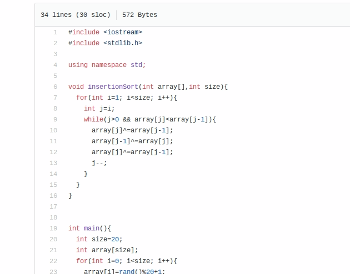 34 lines (30 sloc) 572 Bytes
1 #include <iostream>
2 #include <stdlib.h>
3
4 using namespace std;
5
6 void insertionSort(int array[],int size){
7 for(int i=1; i<size; i++){
8 int j=i;
9 while(j>0 && array[j]<array[j-1]){
10 array[j]^=array[j-1];
11 array[j-1]^=array[j];
12 array[j]^=array[j-1];
13 j--;
14 }
15 }
16 }
17
18
19 int main(){
20 int size=20;
21 int array[size];
22 for(int i=0; i<size; i++){
23 array[i]=rand()%20+1;